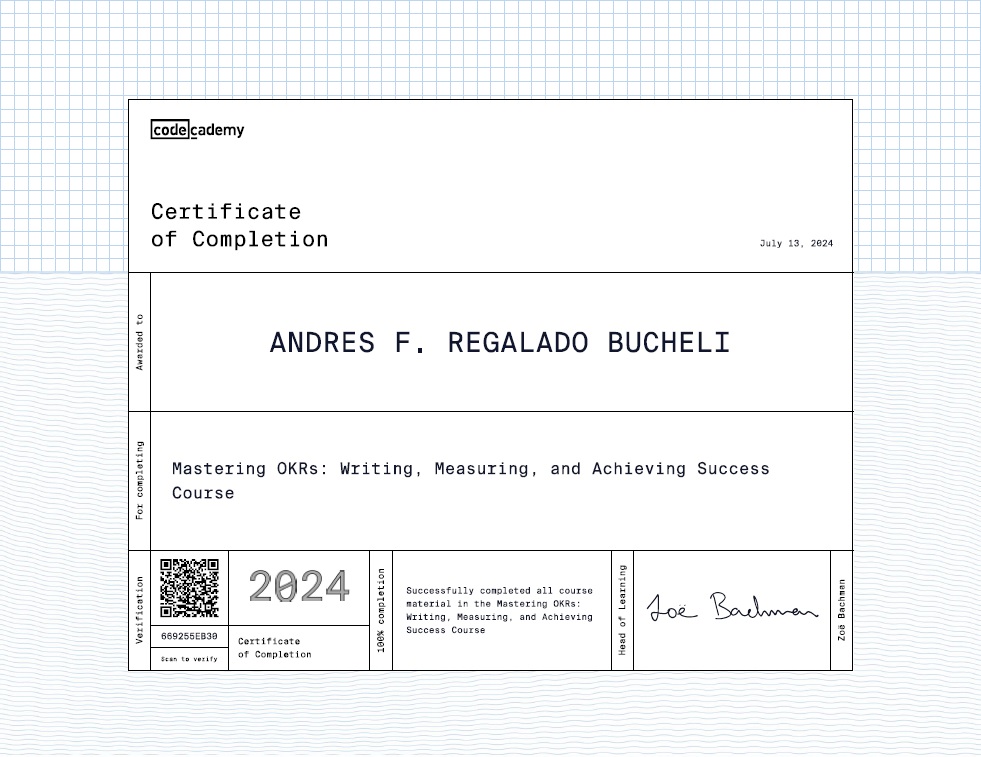 codecademy
Certificate
of Completion
July 13, 2024
Awarded to
ANDRES F. REGALADO BUCHELI
For completing
Mastering OKRs: Writing, Measuring, and Achieving Success
Course
Verification
669255EB30
Scan to verify
2024
Certificate
of Completion
100% completion
Successfully completed all course
material in the Mastering OKRs:
Writing, Measuring, and Achieving
Success Course
Head of Learning
Zoë Bachman
Zoë Bachman